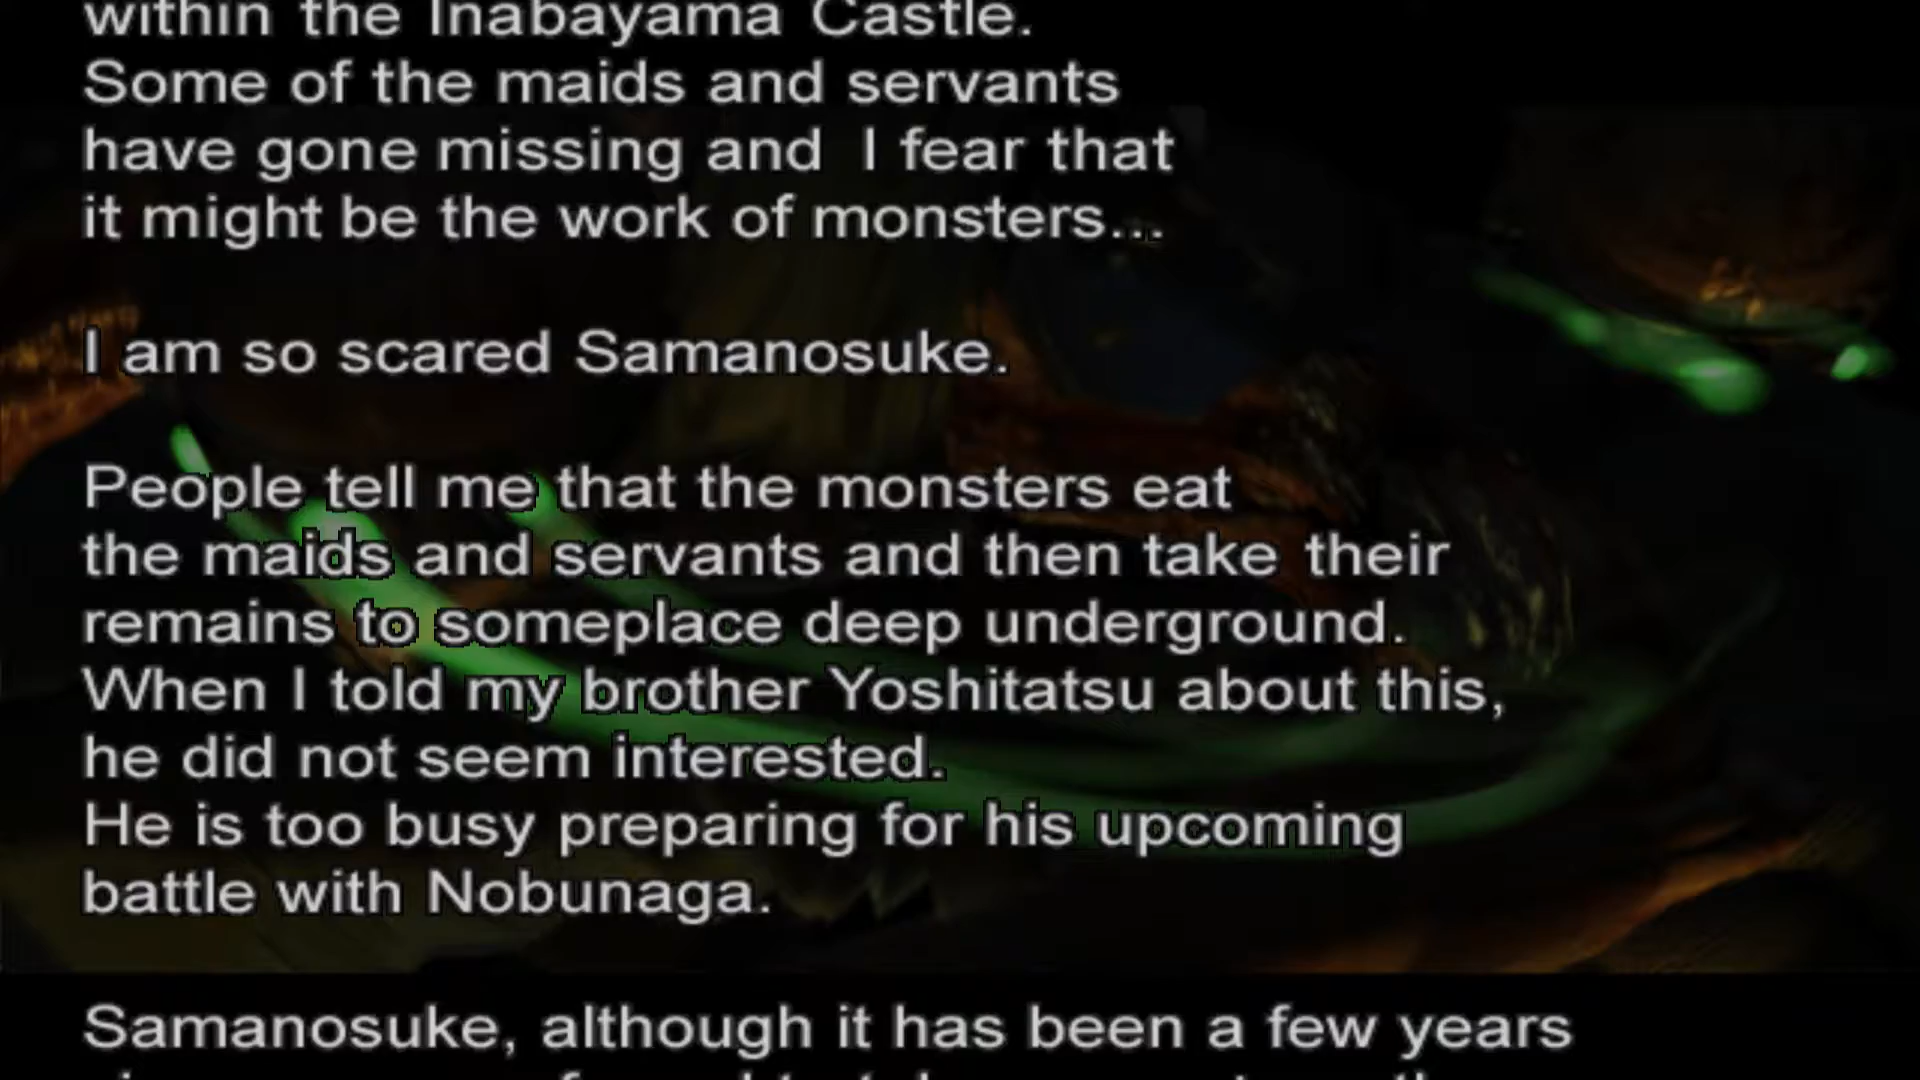 within the Inabayama Castle.
Some of the maids and servants
have gone missing and  I fear that
it might be the work of monsters...
I am so scared Samanosuke.
People tell me that the monsters eat
the maids and servants and then take their
remains to someplace deep underground.
When I told my brother Yoshitatsu about this,
he did not seem interested.
He is too busy preparing for his upcoming
battle with Nobunaga.
Samanosuke, although it has been a few years